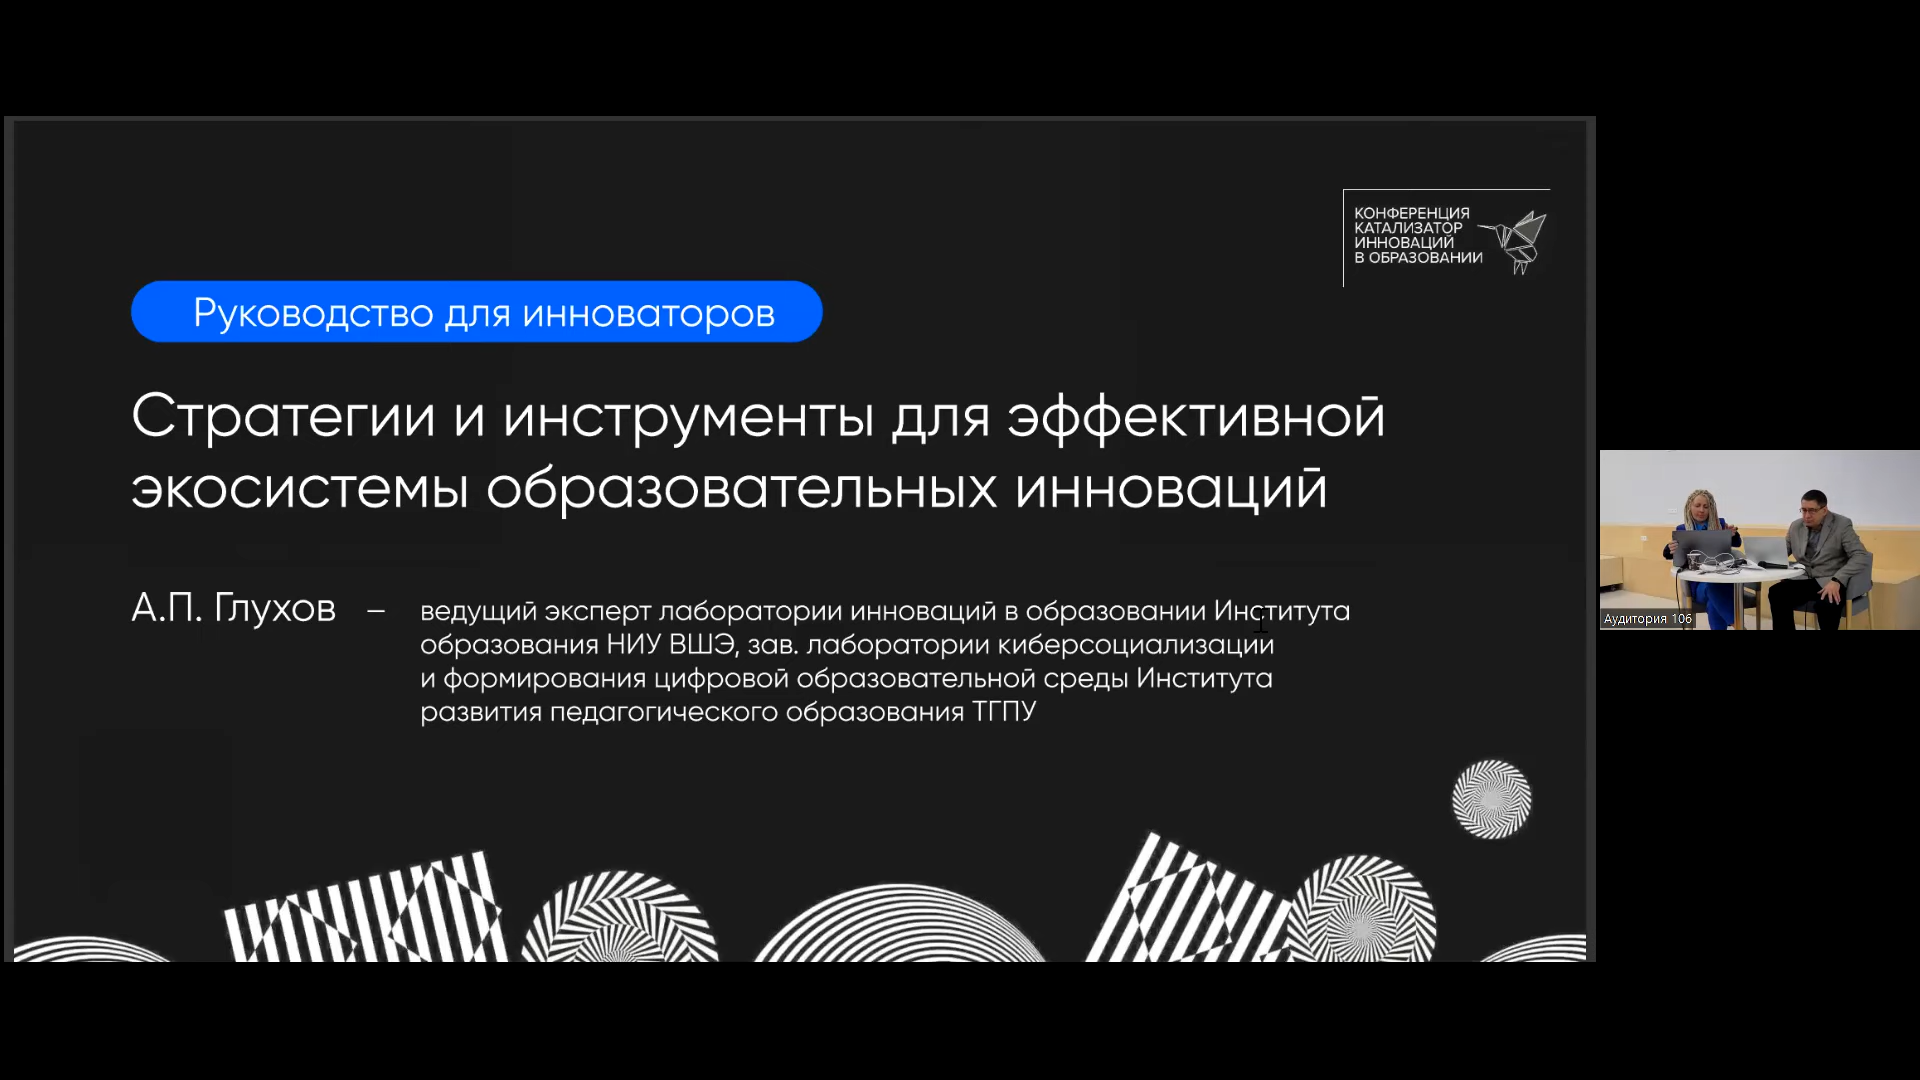 КОНФЕРЕНЦИЯ
КАТАЛИЗАТОР
ИННОВАЦИЙ
В ОБРАЗОВАНИИ
Руководство для инноваторов
Стратегии и инструменты для эффективной
экосистемы образовательных инноваций
А.П. Глухов – ведущий эксперт лаборатории инноваций в образовании Института
образования НИУ ВШЭ, зав. лаборатории киберсоциализации
и формирования цифровой образовательной среды Института
развития педагогического образования ТГПУ
Аудитория 106